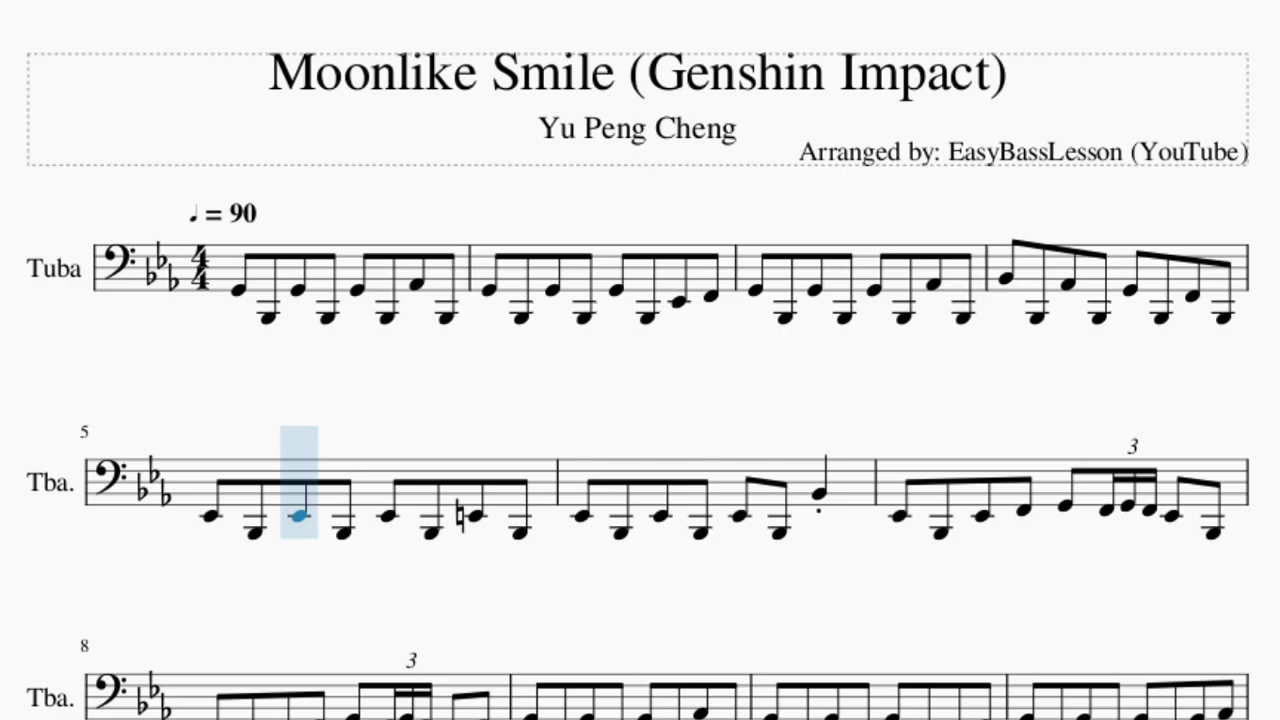 Moonlike Smile (Genshin Impact)
Yu Peng Cheng
Arranged by: EasyBassLesson (YouTube)
♩ = 90
Tuba
4
4
5
Tba.
3
8
Tba.
3